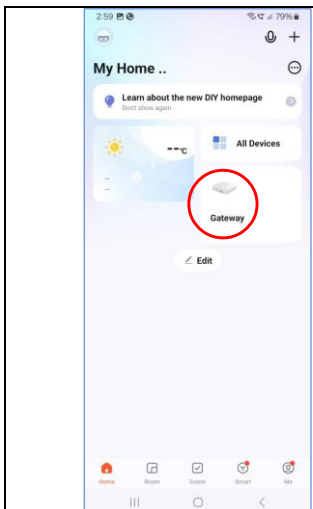 2:59
79%
My Home ..
Learn about the new DIY homepage
Don't show again
--°C
All Devices
--
--
Gateway
Edit
Home
Room
Scene
Smart
Me